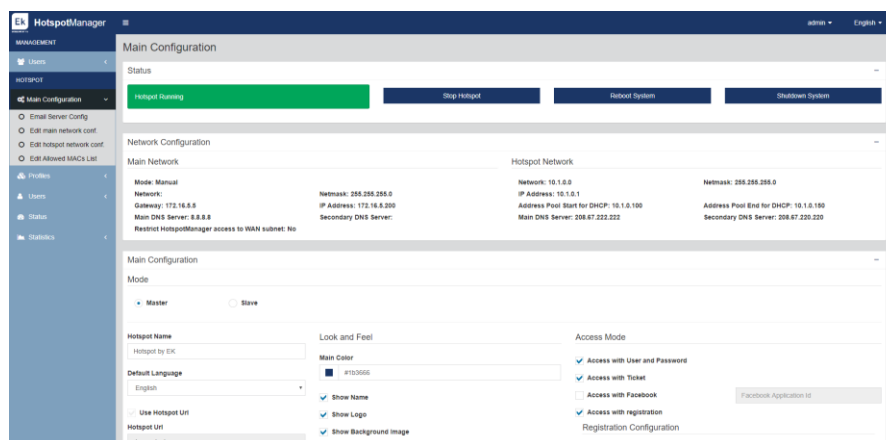 Ek HotspotManager
admin
English
MANAGEMENT
Users
HOTSPOT
Main Configuration
Email Server Config
Edit main network conf.
Edit hotspot network conf.
Edit Allowed MACs List
Profiles
Users
Status
Statistics
Main Configuration
Status
Hotspot Running
Stop Hotspot
Reboot System
Shutdown System
Network Configuration
Main Network
Mode: Manual
Network:
Netmask: 255.255.255.0
Gateway: 172.16.5.5
IP Address: 172.16.5.200
Main DNS Server: 8.8.8.8
Secondary DNS Server:
Restrict HotspotManager access to WAN subnet: No
Hotspot Network
Network: 10.1.0.0
Netmask: 255.255.255.0
IP Address: 10.1.0.1
Address Pool Start for DHCP: 10.1.0.100
Address Pool End for DHCP: 10.1.0.150
Main DNS Server: 208.67.222.222
Secondary DNS Server: 208.67.220.220
Main Configuration
Mode
Master
Slave
Hotspot Name
Hotspot by EK
Default Language
English
Use Hotspot Url
Hotspot Url
Look and Feel
Main Color
#1b3666
Show Name
Show Logo
Show Background Image
Access Mode
Access with User and Password
Access with Ticket
Access with Facebook
Facebook Application Id
Access with registration
Registration Configuration